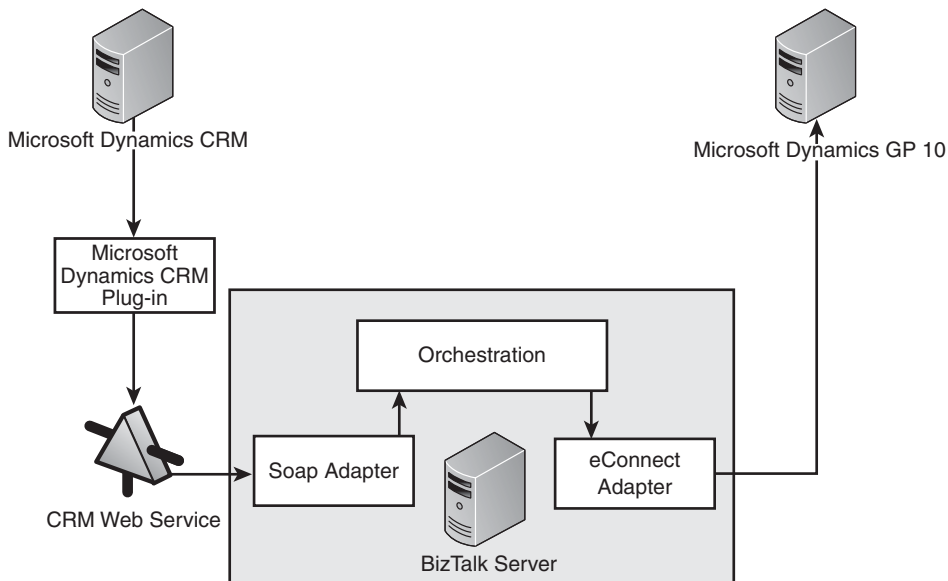 Microsoft Dynamics CRM
Microsoft Dynamics GP 10
Microsoft
Dynamics CRM
Plug-in
Orchestration
Soap Adapter
eConnect
Adapter
CRM Web Service
BizTalk Server